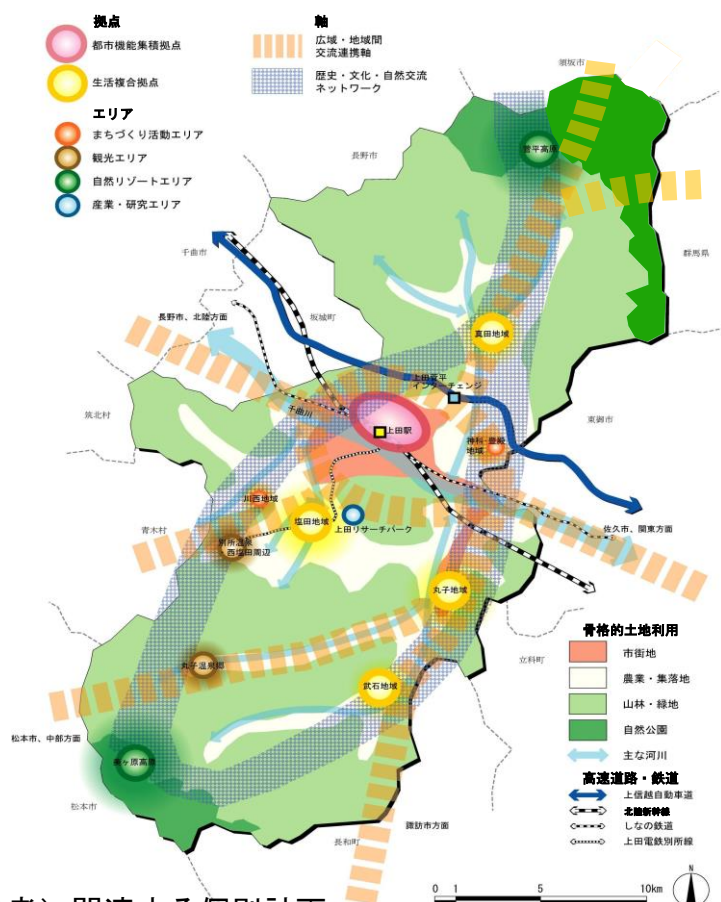 拠点
都市機能集積拠点
生活複合拠点
エリア
まちづくり活動エリア
観光エリア
自然リゾートエリア
産業・研究エリア
軸
広域・地域間
交流連携軸
歴史・文化・自然交流
ネットワーク
須坂市
菅平高原
長野市
群馬県
千曲市
長野市、北陸方面
坂城町
真田地域
上田菅平
インターチェンジ
筑北村
千曲川
上田駅
東御市
神科・豊殿
地域
川西地域
塩田地域
上田リサーチパーク
佐久市、関東方面
青木村
別所温泉
西塩田周辺
丸子地域
丸子温泉郷
立科町
武石地域
松本市、中部方面
美ヶ原高原
松本市
諏訪市方面
長和町
骨格的土地利用
市街地
農業・集落地
山林・緑地
自然公園
主な河川
高速道路・鉄道
上信越自動車道
北陸新幹線
しなの鉄道
上田電鉄別所線
0 1 5 10km
N
考）関連する個別計画